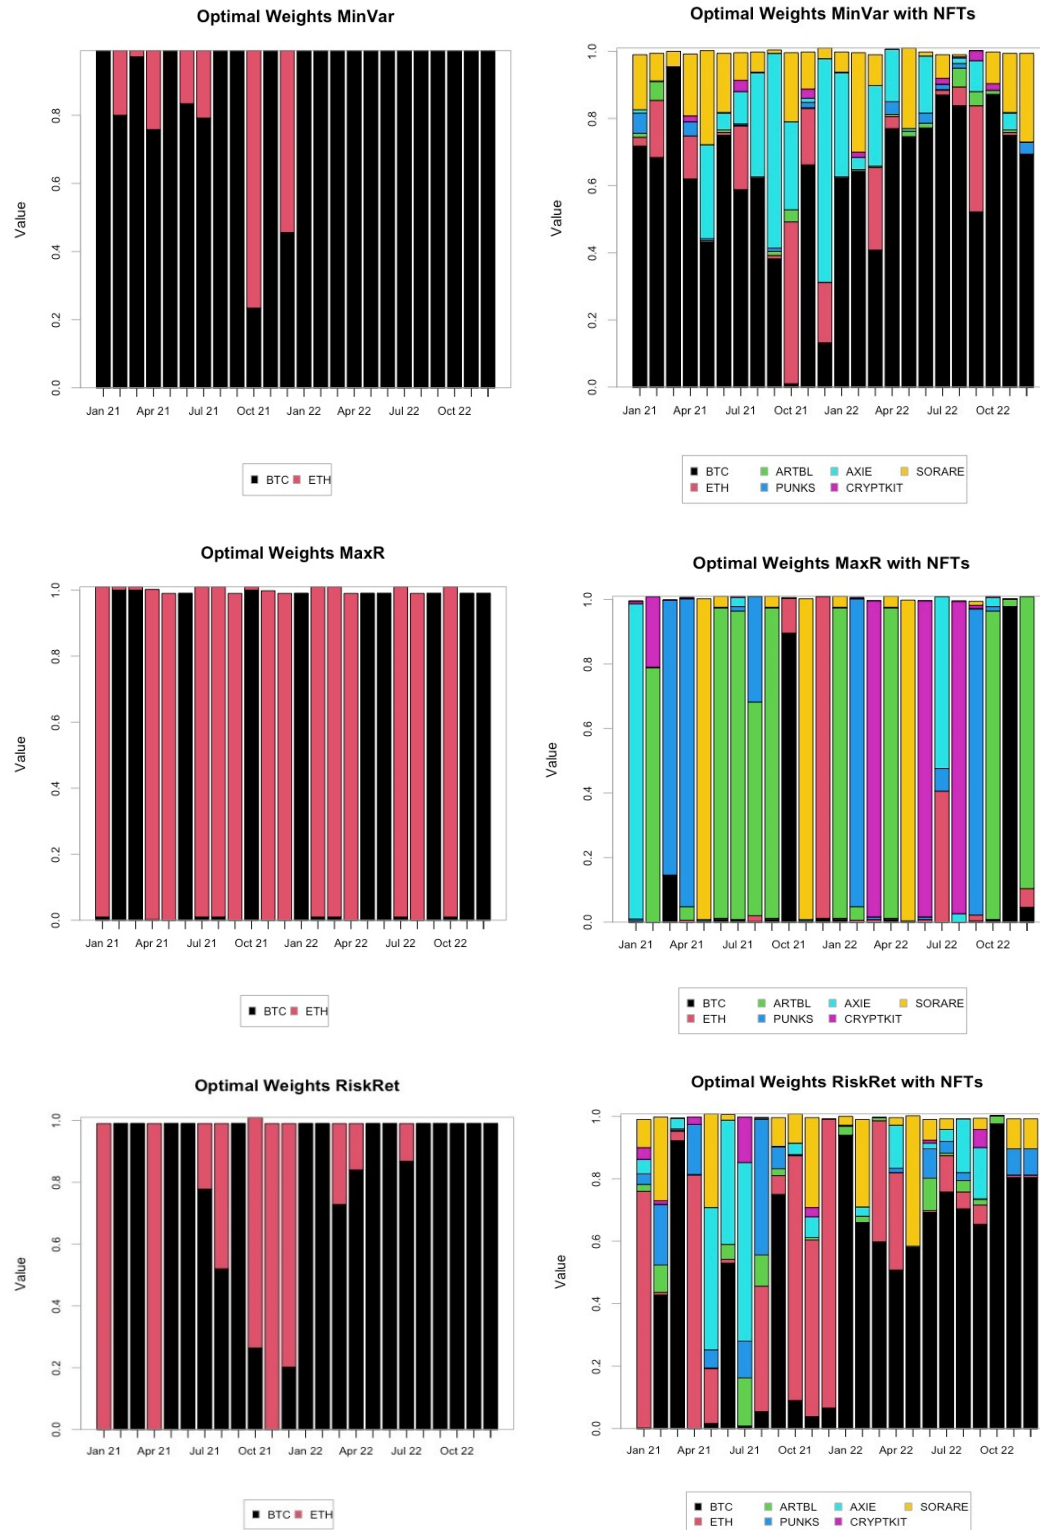 Optimal Weights MinVar
Value
0.0 0.2 0.4 0.6 0.8
Jan 21 Apr 21 Jul 21 Oct 21 Jan 22 Apr 22 Jul 22 Oct 22
BTC ETH
Optimal Weights MinVar with NFTs
Value
0.0 0.2 0.4 0.6 0.8 1.0
Jan 21 Apr 21 Jul 21 Oct 21 Jan 22 Apr 22 Jul 22 Oct 22
BTC ARTBL AXIE SORARE
ETH PUNKS CRYPTKIT
Optimal Weights MaxR
Value
0.0 0.2 0.4 0.6 0.8 1.0
Jan 21 Apr 21 Jul 21 Oct 21 Jan 22 Apr 22 Jul 22 Oct 22
BTC ETH
Optimal Weights MaxR with NFTs
Value
0.0 0.2 0.4 0.6 0.8 1.0
Jan 21 Apr 21 Jul 21 Oct 21 Jan 22 Apr 22 Jul 22 Oct 22
BTC ARTBL AXIE SORARE
ETH PUNKS CRYPTKIT
Optimal Weights RiskRet
Value
0.0 0.2 0.4 0.6 0.8 1.0
Jan 21 Apr 21 Jul 21 Oct 21 Jan 22 Apr 22 Jul 22 Oct 22
BTC ETH
Optimal Weights RiskRet with NFTs
Value
0.0 0.2 0.4 0.6 0.8 1.0
Jan 21 Apr 21 Jul 21 Oct 21 Jan 22 Apr 22 Jul 22 Oct 22
BTC ARTBL AXIE SORARE
ETH PUNKS CRYPTKIT